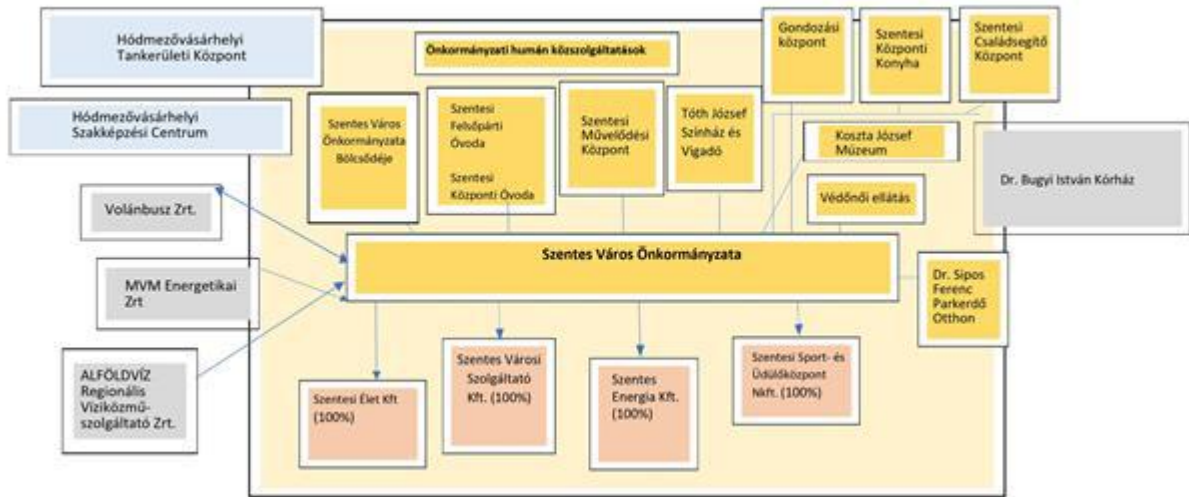 Hódmezővásárhelyi
Tankerületi Központ
Hódmezővásárhelyi
Szakképzési Centrum
Önkormányzati humán közszolgáltatások
Gondozási
központ
Szentesi
Központi
Konyha
Szentesi
Családsegítő
Központ
Szentes Város
Önkormányzata
Bölcsődéje
Szentesi
Felsőpárti
Óvoda
Szentesi
Központi Óvoda
Szentesi
Művelődési
Központ
Tóth József
Színház és
Vigadó
Koszta József
Múzeum
Védőnői ellátás
Dr. Bugyi István Kórház
Volánbusz Zrt.
MVM Energetikai
Zrt
ALFÖLDVÍZ
Regionális
Víziközmű-
szolgáltató Zrt.
Szentes Város Önkormányzata
Dr. Sipos
Ferenc
Parkerdő
Otthon
Szentesi Élet Kft
(100%)
Szentes Városi
Szolgáltató
Kft. (100%)
Szentes
Energia Kft.
(100%)
Szentesi Sport- és
Üdülőközpont
Nkft. (100%)